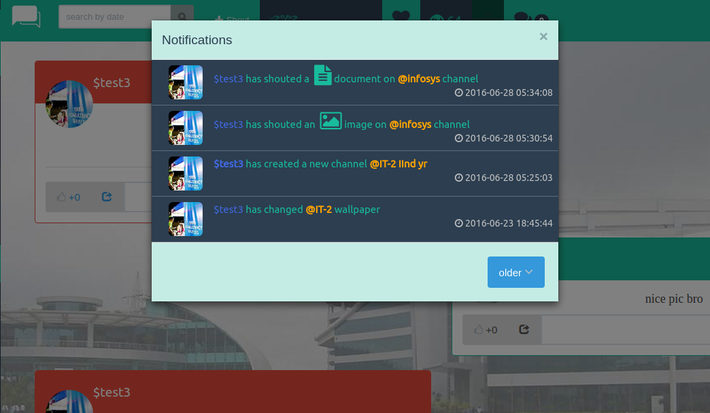 search by date
Shout
64
0
Notifications
×
$test3 has shouted a document on @infosys channel
2016-06-28 05:34:08
$test3 has shouted an image on @infosys channel
2016-06-28 05:30:54
$test3 has created a new channel @IT-2 IInd yr
2016-06-28 05:25:03
$test3 has changed @IT-2 wallpaper
2016-06-23 18:45:44
older
$test3
+2
nice pic bro
+0
$test3